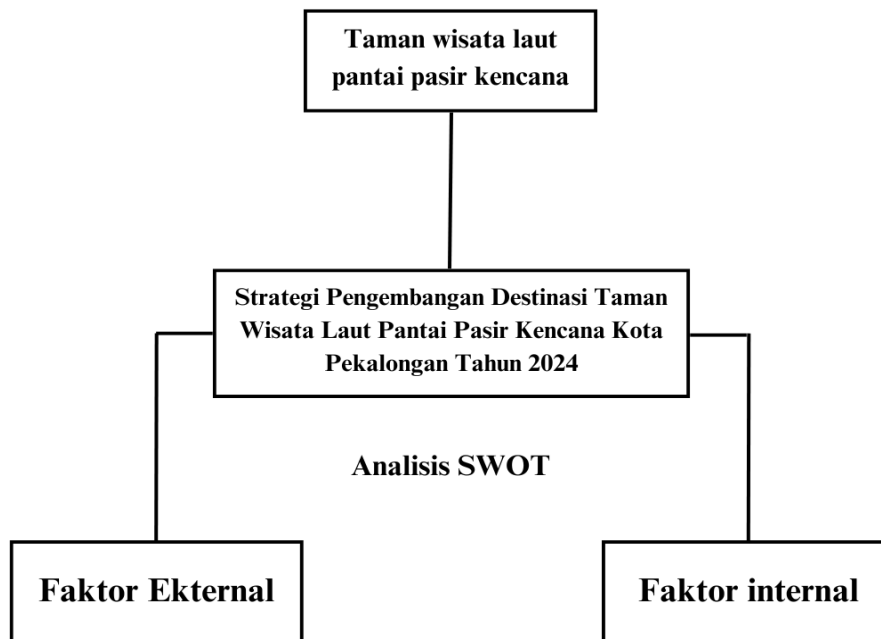 Taman wisata laut
pantai pasir kencana
Strategi Pengembangan Destinasi Taman
Wisata Laut Pantai Pasir Kencana Kota
Pekalongan Tahun 2024
Analisis SWOT
Faktor Ekternal
Faktor internal